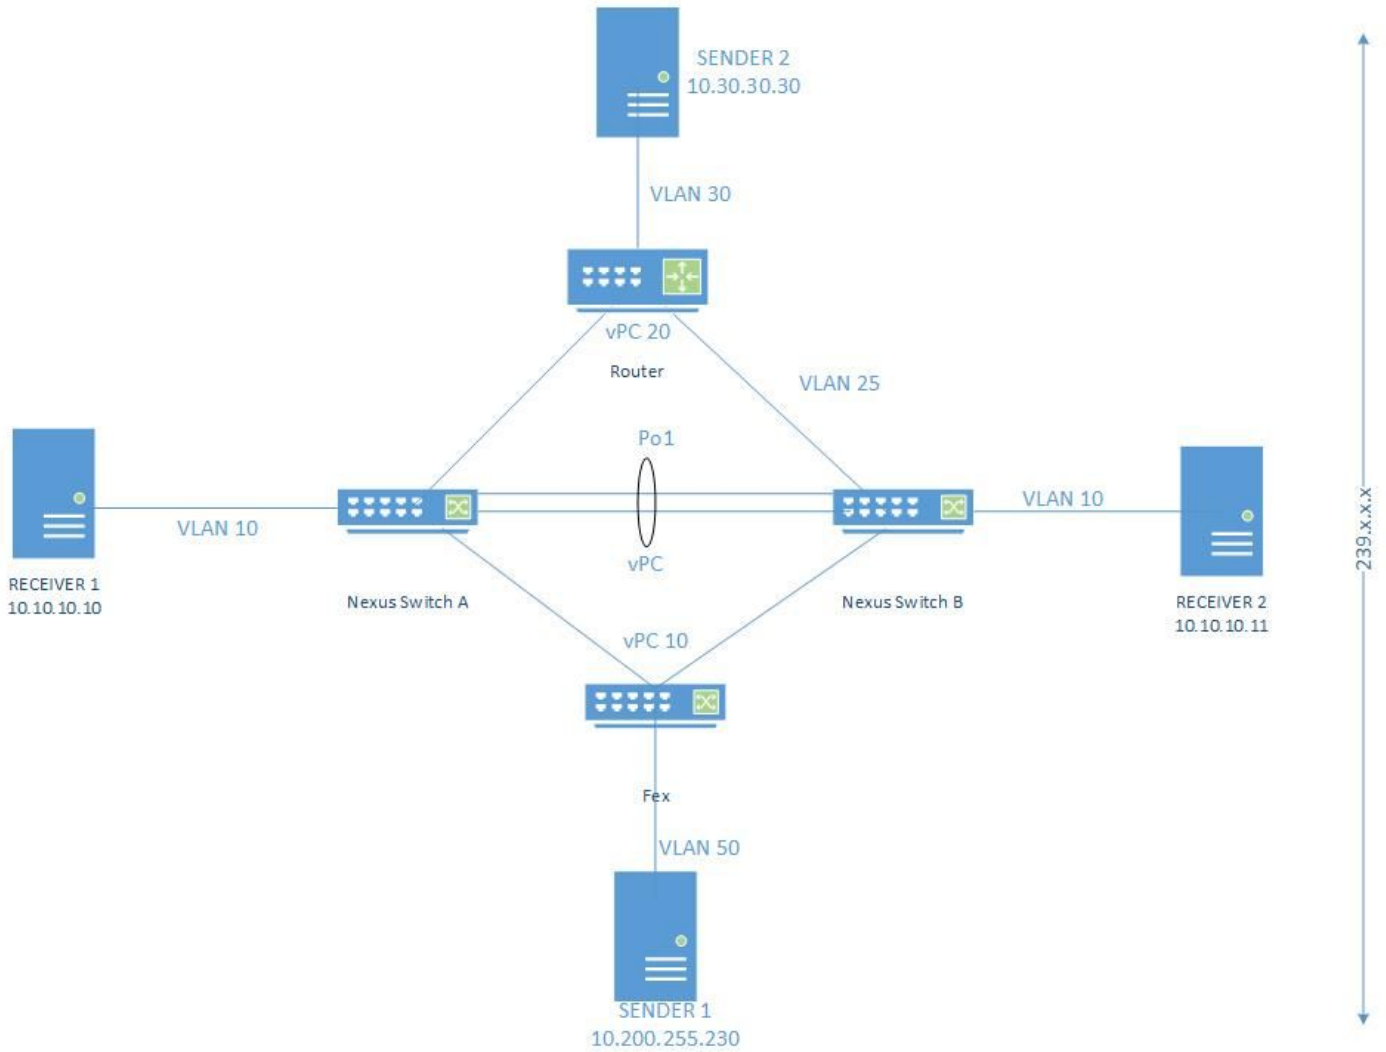 SENDER 2
10.30.30.30
VLAN 30
vPC 20
Router
VLAN 25
Po1
VLAN 10
VLAN 10
vPC
RECEIVER 1
10.10.10.10
Nexus Switch A
Nexus Switch B
RECEIVER 2
10.10.10.11
239.x.x.x
vPC 10
Fex
VLAN 50
SENDER 1
10.200.255.230